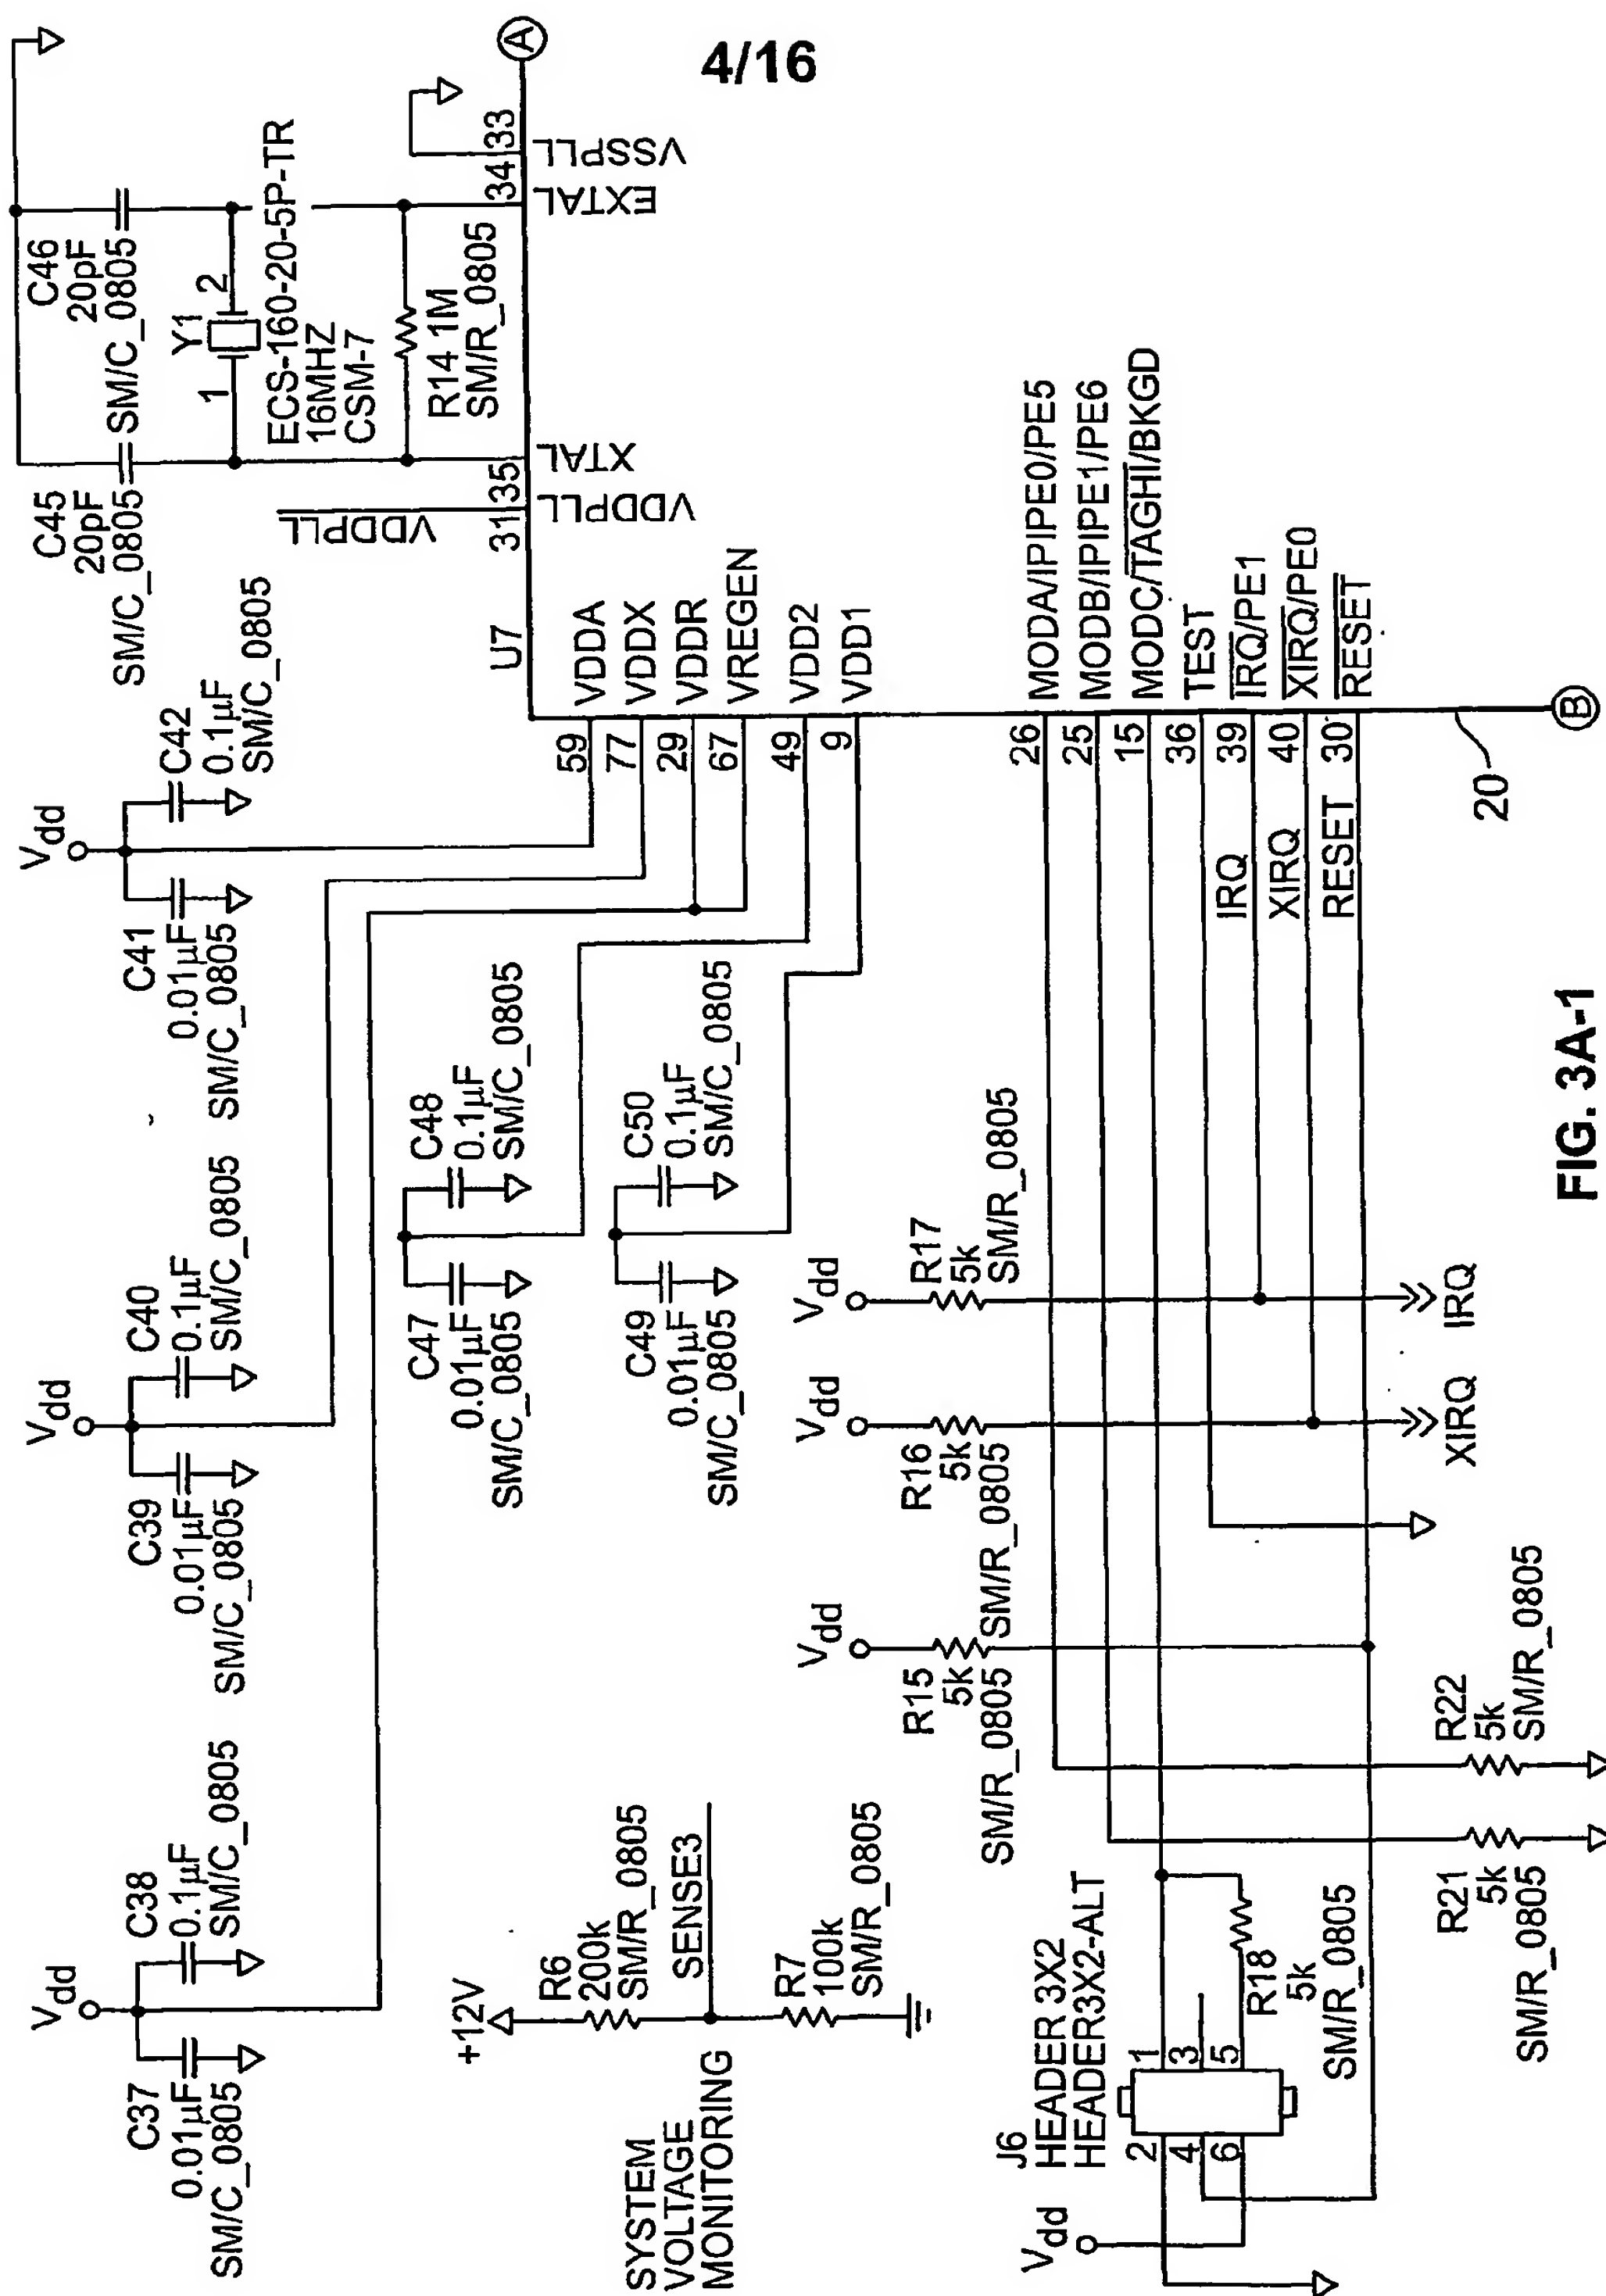 4/16
C45
20pF
SM/C_0805
C46
20pF
SM/C_0805
Y1
1
2
ECS-160-20-5P-TR
16MHZ
CSM-7
R14 1M
SM/R_0805
VDDPLL
31
35
34
33
VDDPLL
XTAL
EXTAL
VSSPLL
A
U7
Vdd
C37
0.01µF
SM/C_0805
C38
0.1µF
SM/C_0805
Vdd
C39
0.01µF
SM/C_0805
C40
0.1µF
SM/C_0805
Vdd
C41
0.01µF
SM/C_0805
C42
0.1µF
SM/C_0805
59
VDDA
77
VDDX
29
VDDR
67
VREGEN
49
VDD2
9
VDD1
C47
0.01µF
SM/C_0805
C48
0.1µF
SM/C_0805
C49
0.01µF
SM/C_0805
C50
0.1µF
SM/C_0805
SYSTEM
VOLTAGE
MONITORING
+12V
R6
200k
SM/R_0805
SENSE3
R7
100k
SM/R_0805
Vdd
R15
5k
SM/R_0805
Vdd
R16
5k
SM/R_0805
Vdd
R17
5k
SM/R_0805
26
MODA/IPIPE0/PE5
25
MODB/IPIPE1/PE6
15
MODC/TAGHI/BKGD
36
TEST
IRQ
39
IRQ/PE1
XIRQ
40
XIRQ/PE0
RESET
30
RESET
J6
HEADER 3X2
HEADER3X2-ALT
Vdd
2
1
4
3
6
5
R18
5k
SM/R_0805
R21
5k
SM/R_0805
R22
5k
SM/R_0805
XIRQ
IRQ
20
B
FIG. 3A-1